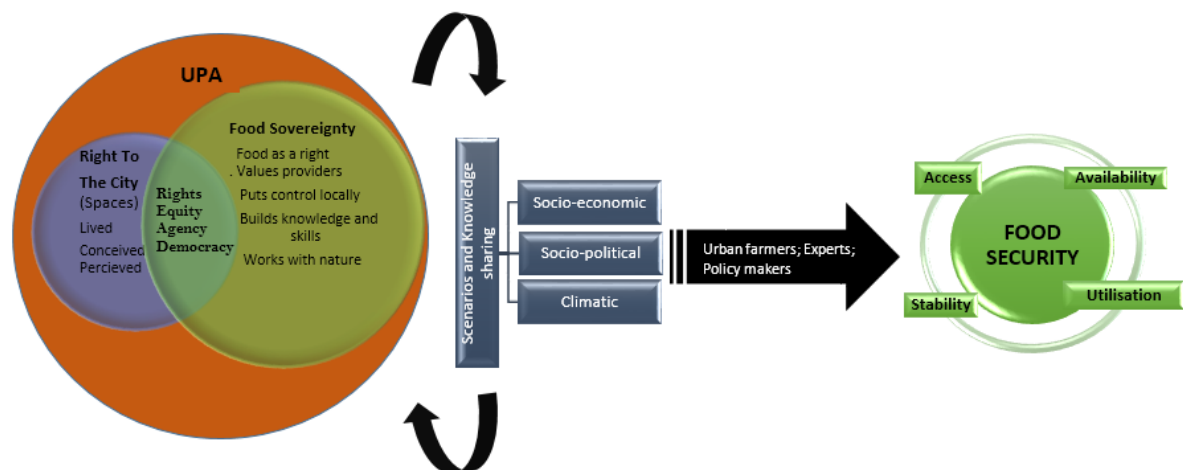 UPA
Right To
The City
(Spaces)
Lived
Conceived
Percieved
Rights
Equity
Agency
Democracy
Food Sovereignty
Food as a right
. Values providers
Puts control locally
Builds knowledge and
skills
Works with nature
Scenarios and Knowledge
sharing
Socio-economic
Socio-political
Climatic
Urban farmers; Experts;
Policy makers
Access
Availability
FOOD
SECURITY
Stability
Utilisation